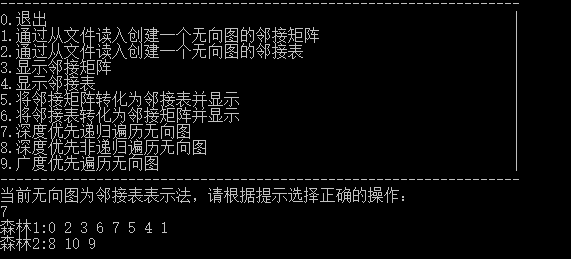 0.退出
1.通过从文件读入创建一个无向图的邻接矩阵
2.通过从文件读入创建一个无向图的邻接表
3.显示邻接矩阵
4.显示邻接表
5.将邻接矩阵转化为邻接表并显示
6.将邻接表转化为邻接矩阵并显示
7.深度优先递归遍历无向图
8.深度优先非递归遍历无向图
9.广度优先遍历无向图
当前无向图为邻接表表示法，请根据提示选择正确的操作：
7
森林1:0 2 3 6 7 5 4 1
森林2:8 10 9